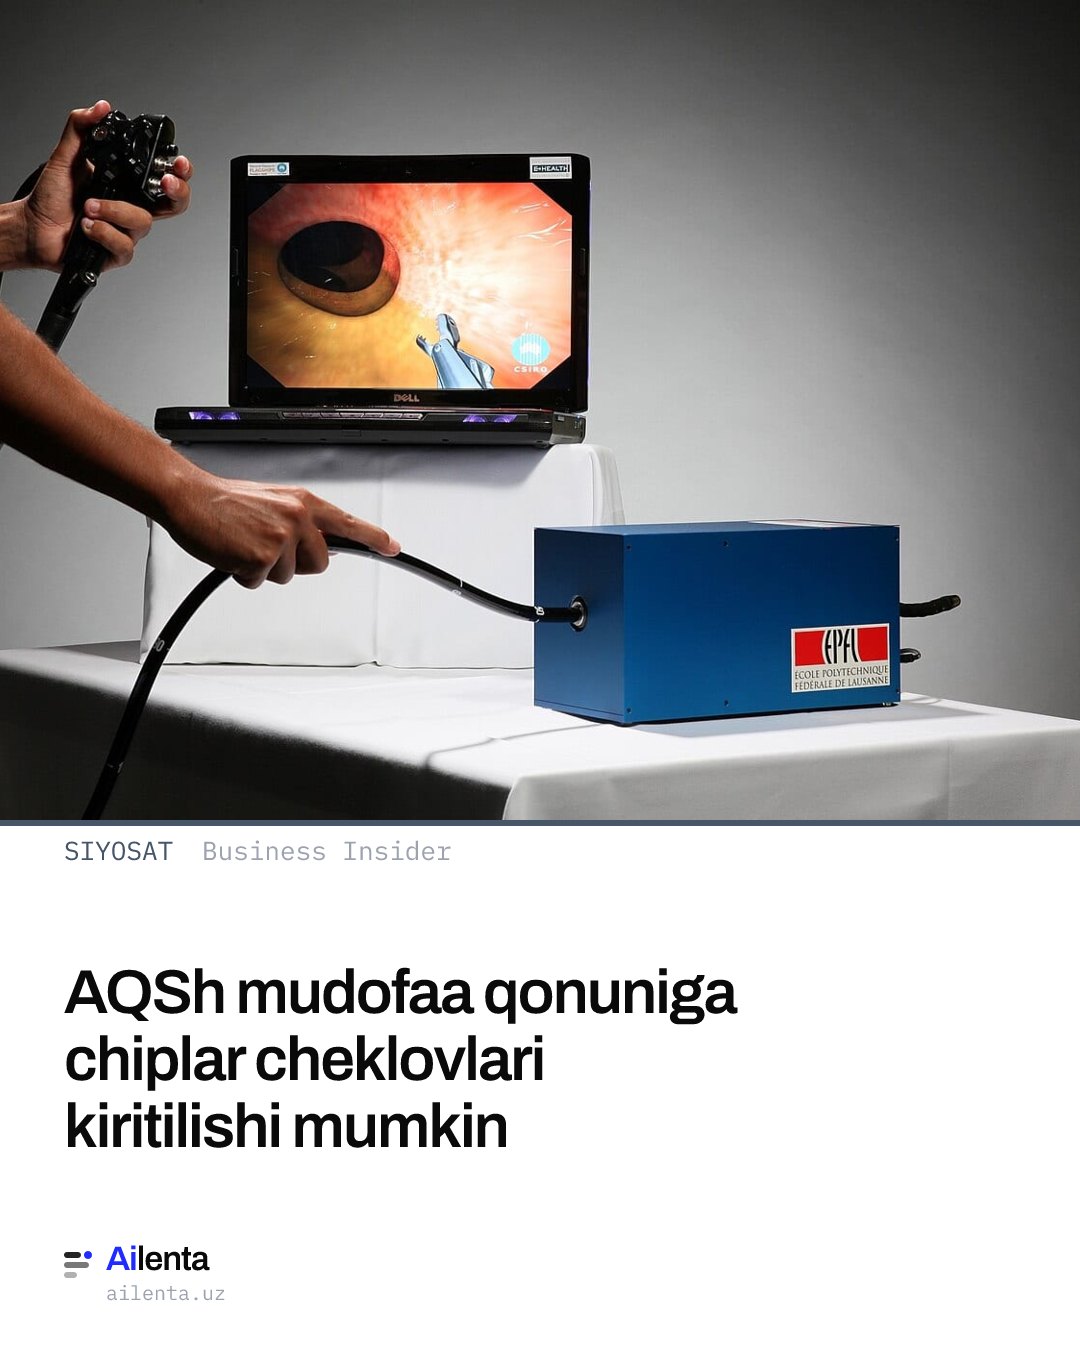 E-HEALTH
CSIRO
DELL
EPFL
ÉCOLE POLYTECHNIQUE
FÉDÉRALE DE LAUSANNE
SIYOSAT Business Insider
AQSh mudofaa qonuniga
chiplar cheklovlari
kiritilishi mumkin
Ailenta
ailenta.uz